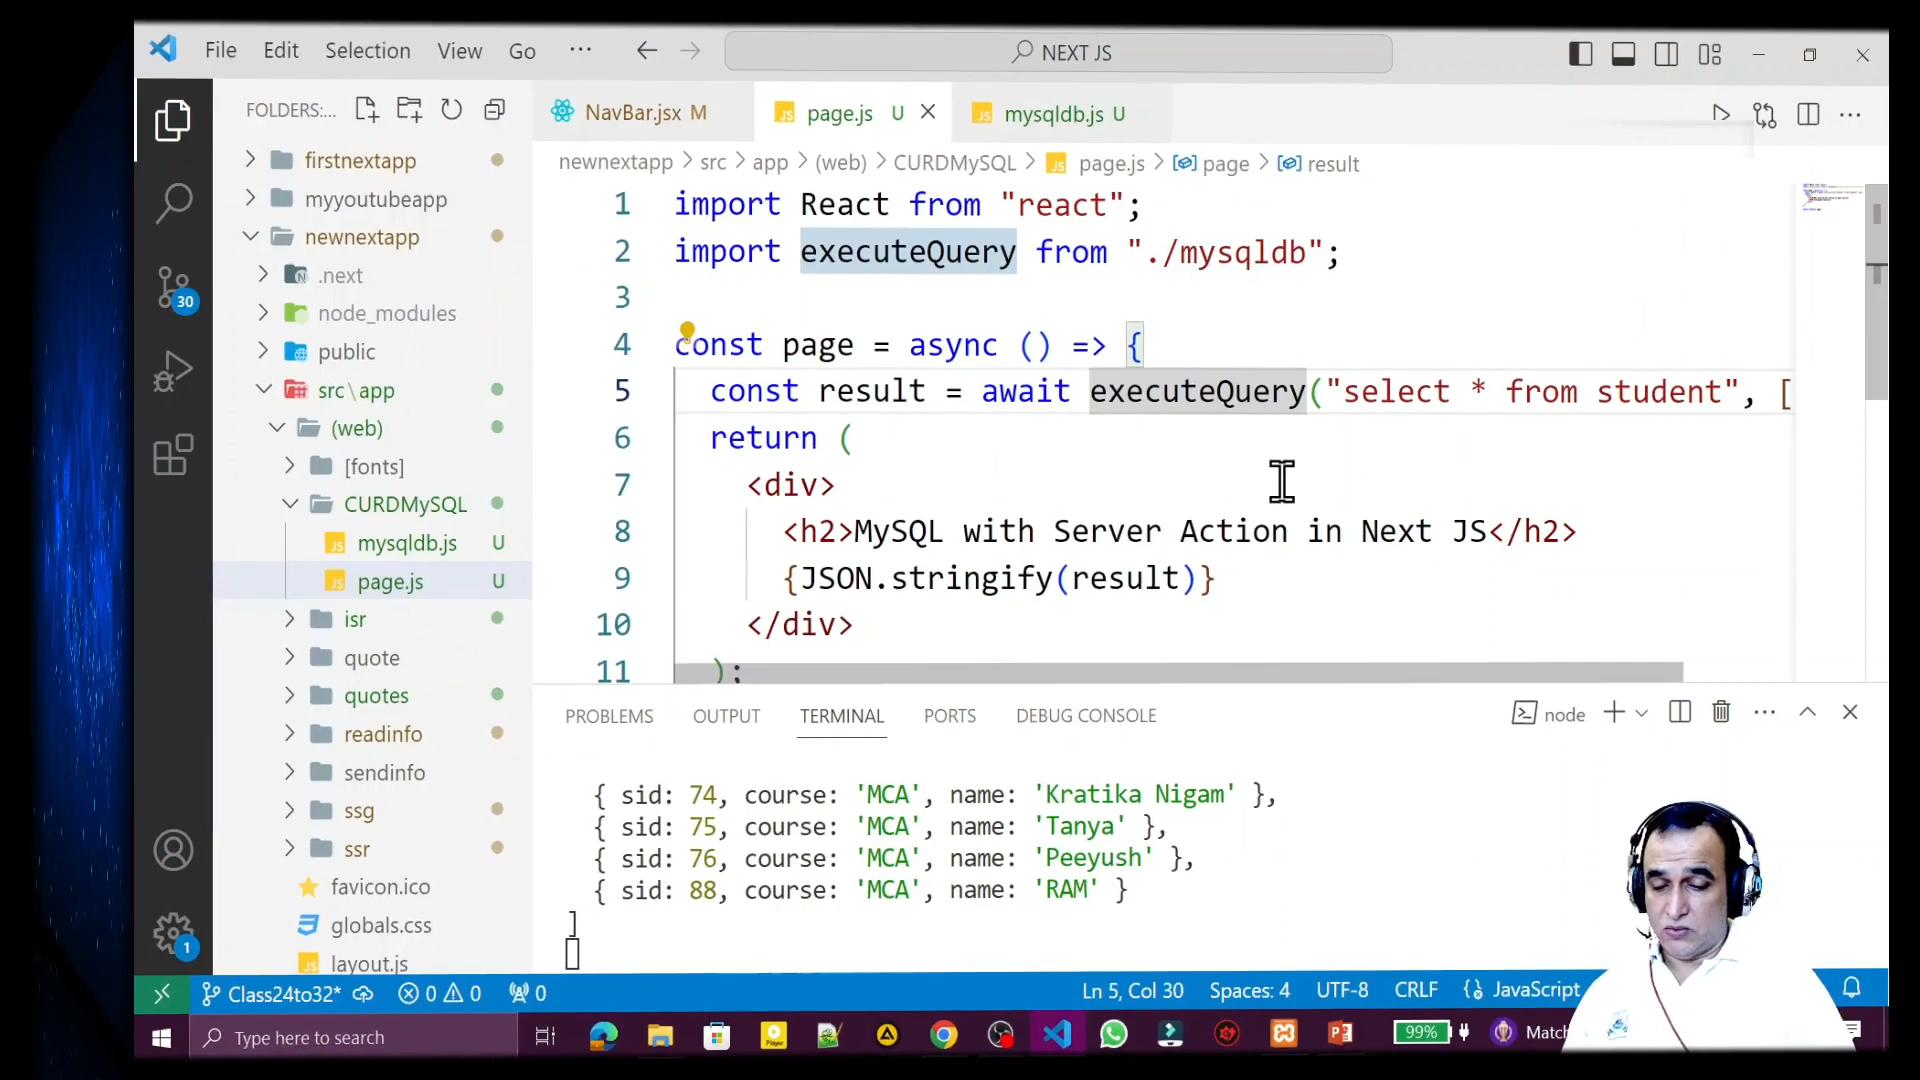 File Edit Selection View Go ··· NEXT JS
FOLDERS:...
NavBar.jsx M
page.js U
mysqldb.js U
newnextapp > src > app > (web) > CURDMySQL > page.js > page > result
firstnextapp
myyoutubeapp
newnextapp
.next
node_modules
public
src\app
(web)
[fonts]
CURDMySQL
mysqldb.js U
page.js U
isr
quote
quotes
readinfo
sendinfo
ssg
ssr
favicon.ico
globals.css
layout.js
30
1
1 import React from "react";
2 import executeQuery from "./mysqldb";
3
4 const page = async () => {
5 const result = await executeQuery("select * from student", [
6 return (
7 <div>
8 <h2>MySQL with Server Action in Next JS</h2>
9 {JSON.stringify(result)}
10 </div>
11 );
PROBLEMS OUTPUT TERMINAL PORTS DEBUG CONSOLE
node
{ sid: 74, course: 'MCA', name: 'Kratika Nigam' },
{ sid: 75, course: 'MCA', name: 'Tanya' },
{ sid: 76, course: 'MCA', name: 'Peeyush' },
{ sid: 88, course: 'MCA', name: 'RAM' }
]
Class24to32* 0 0 0
Ln 5, Col 30 Spaces: 4 UTF-8 CRLF JavaScript
Type here to search
99%
Match